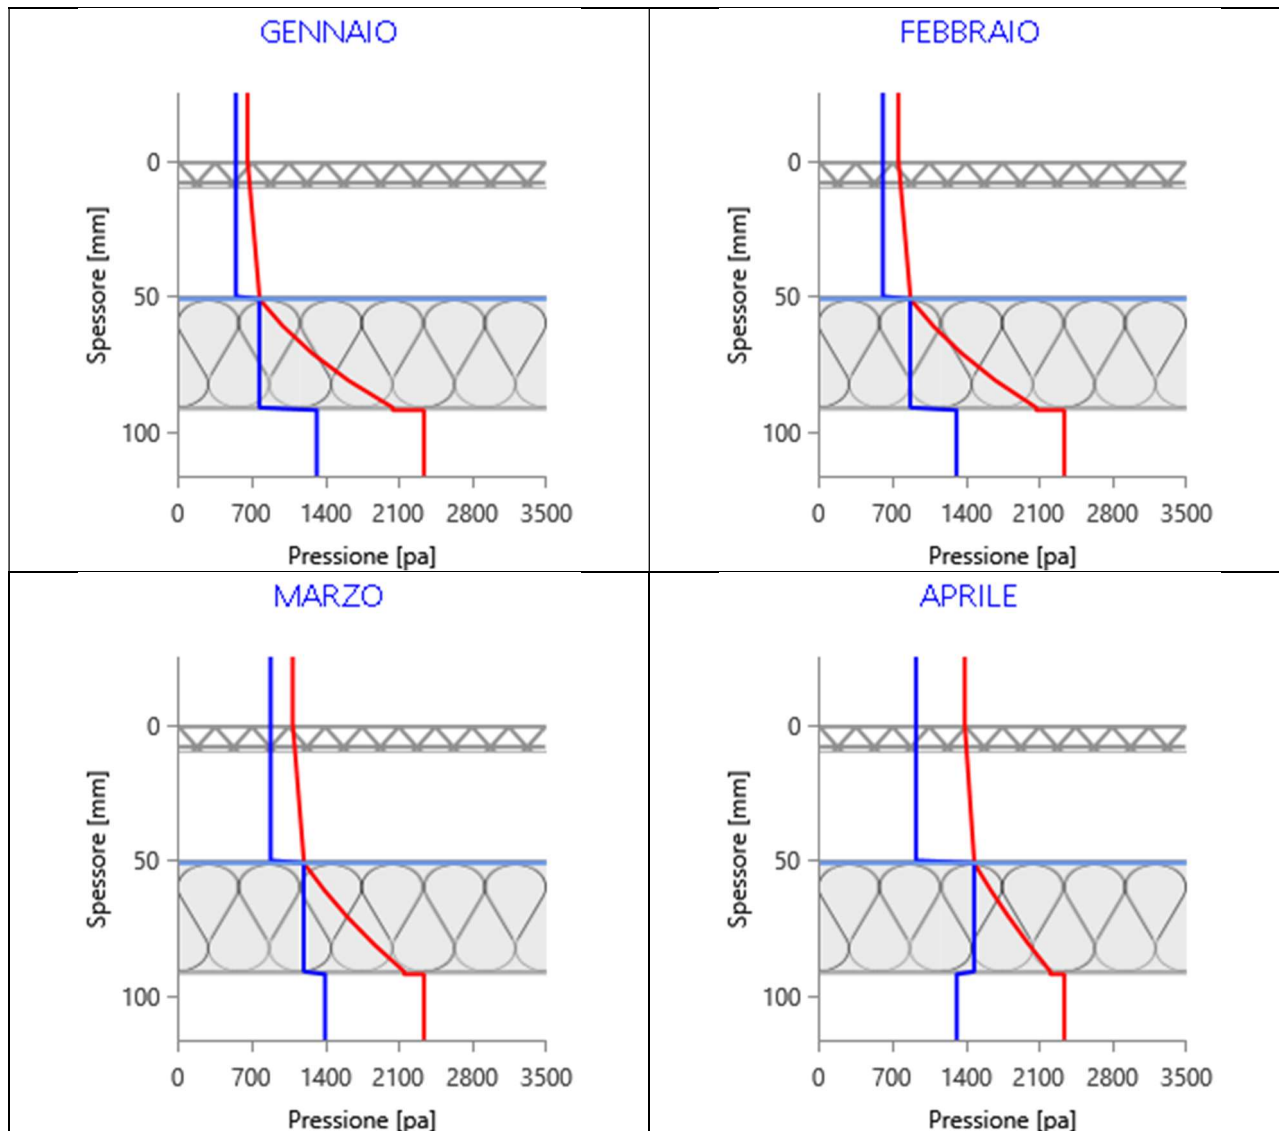 GENNAIO
0
50
100
Spessore [mm]
0 700 1400 2100 2800 3500
Pressione [pa]
FEBBRAIO
0
50
100
Spessore [mm]
0 700 1400 2100 2800 3500
Pressione [pa]
MARZO
0
50
100
Spessore [mm]
0 700 1400 2100 2800 3500
Pressione [pa]
APRILE
0
50
100
Spessore [mm]
0 700 1400 2100 2800 3500
Pressione [pa]